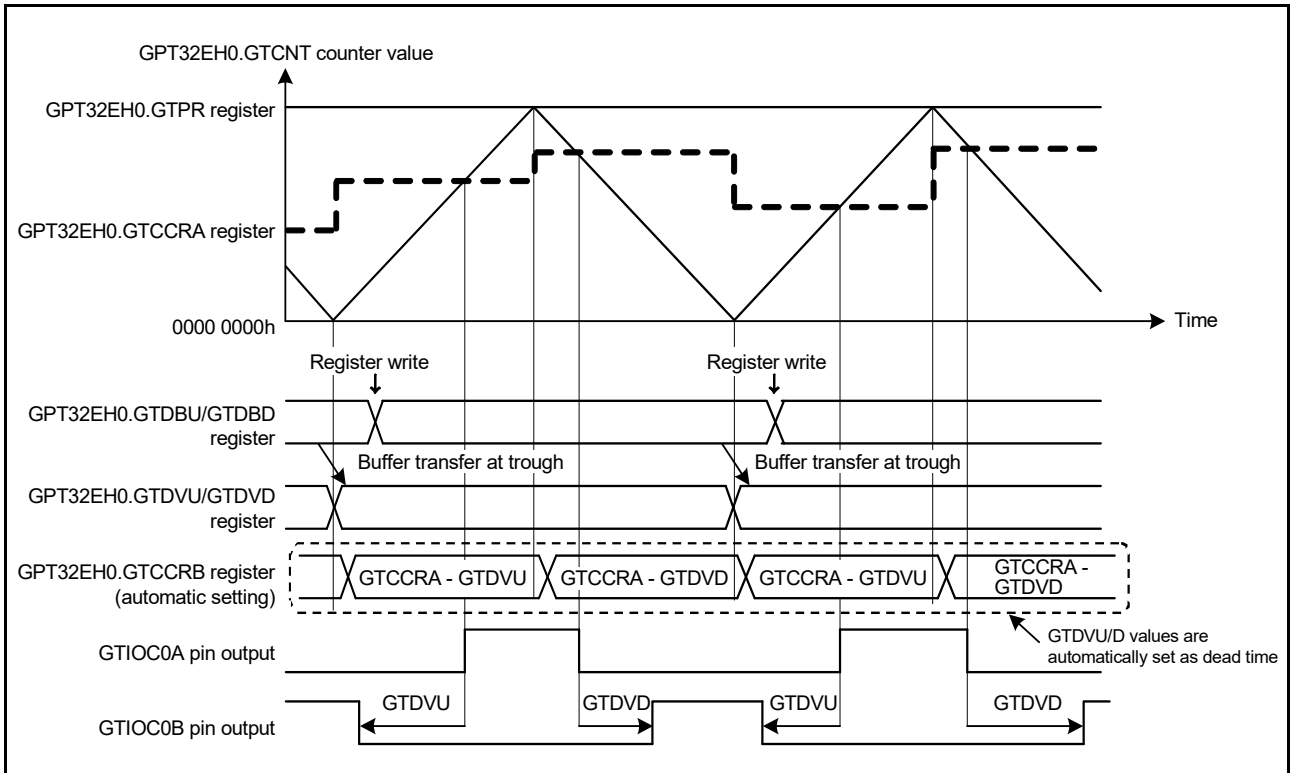 GPT32EH0.GTCNT counter value
GPT32EH0.GTPR register
GPT32EH0.GTCCRA register
0000 0000h
Time
Register write
Register write
GPT32EH0.GTDBU/GTDBD
register
Buffer transfer at trough
Buffer transfer at trough
GPT32EH0.GTDVU/GTDVD
register
GPT32EH0.GTCCRB register
(automatic setting)
GTCCRA - GTDVU
GTCCRA - GTDVD
GTCCRA - GTDVU
GTCCRA -
GTDVD
GTDVU/D values are
automatically set as dead time
GTIOC0A pin output
GTDVU
GTDVD
GTDVU
GTDVD
GTIOC0B pin output